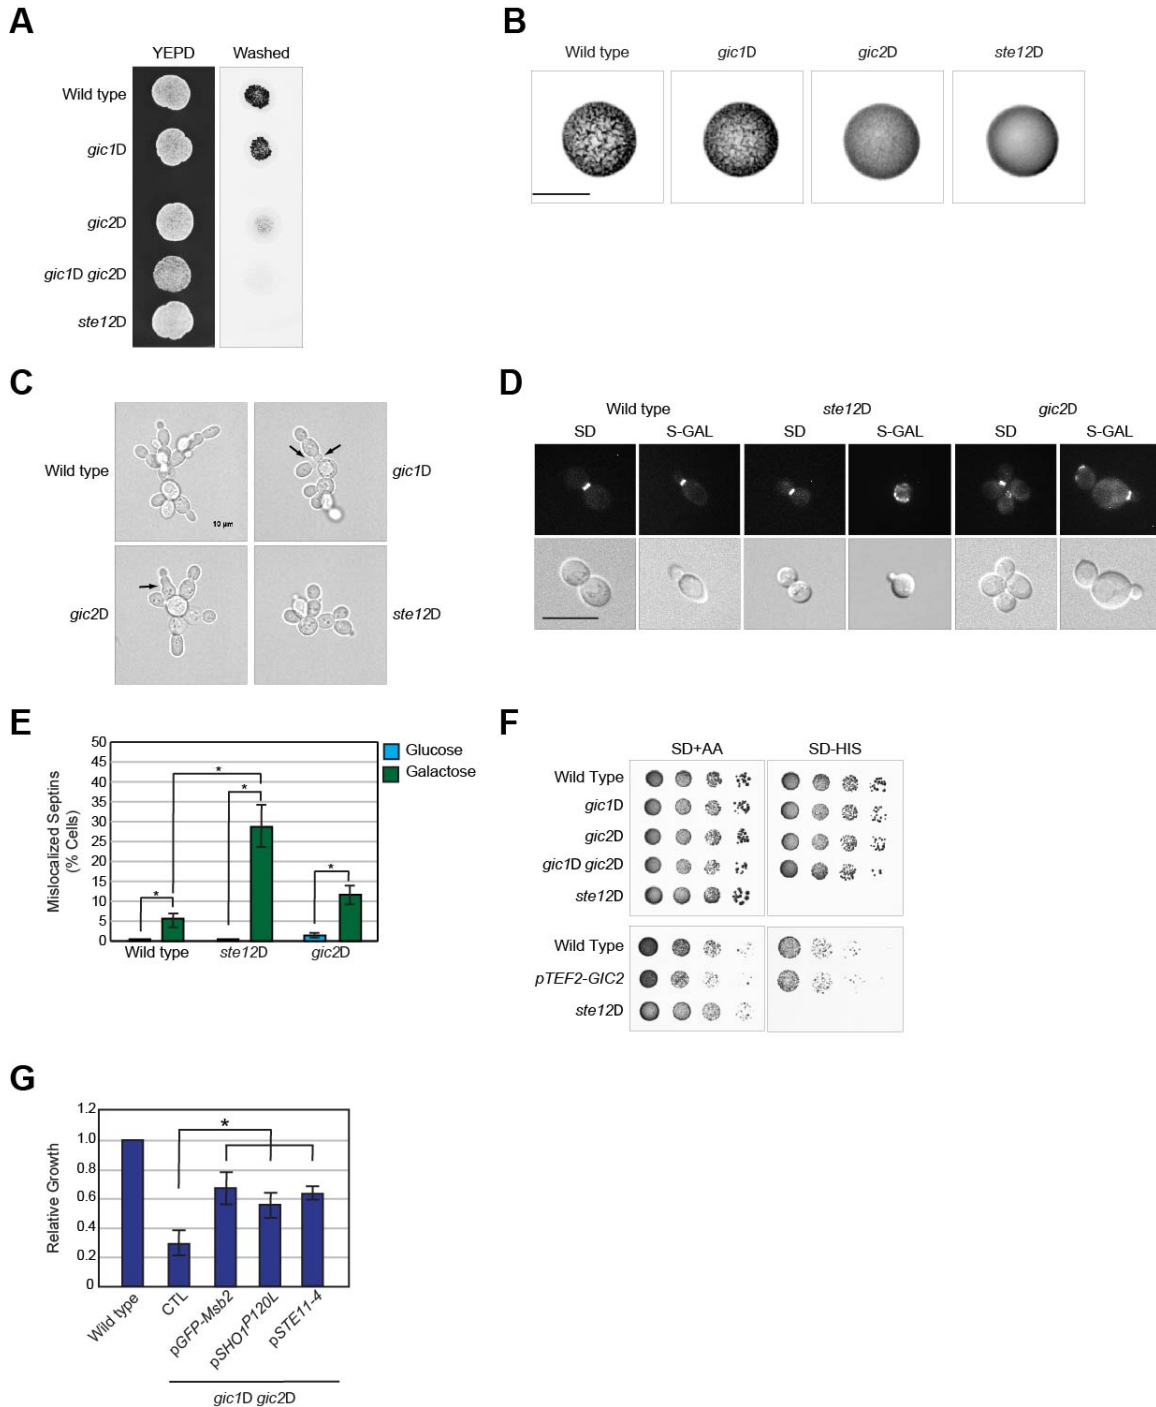 A
YEPD Washed
Wild type
gic1D
gic2D
gic1D gic2D
ste12D
B
Wild type gic1D gic2D ste12D
C
Wild type
10 µm
gic1D
gic2D
ste12D
D
Wild type ste12D gic2D
SD S-GAL SD S-GAL SD S-GAL
E
50
45
40
35
30
25
20
15
10
5
0
Mislocalized Septins
(% Cells)
Glucose
Galactose
*
*
*
*
Wild type ste12D gic2D
F
SD+AA SD-HIS
Wild Type
gic1D
gic2D
gic1D gic2D
ste12D
Wild Type
pTEF2-GIC2
ste12D
G
1.2
1.0
0.8
0.6
0.4
0.2
0
Relative Growth
*
Wild type
CTL
pGFP-Msb2
pSHO1P120L
pSTE11-4
gic1D gic2D